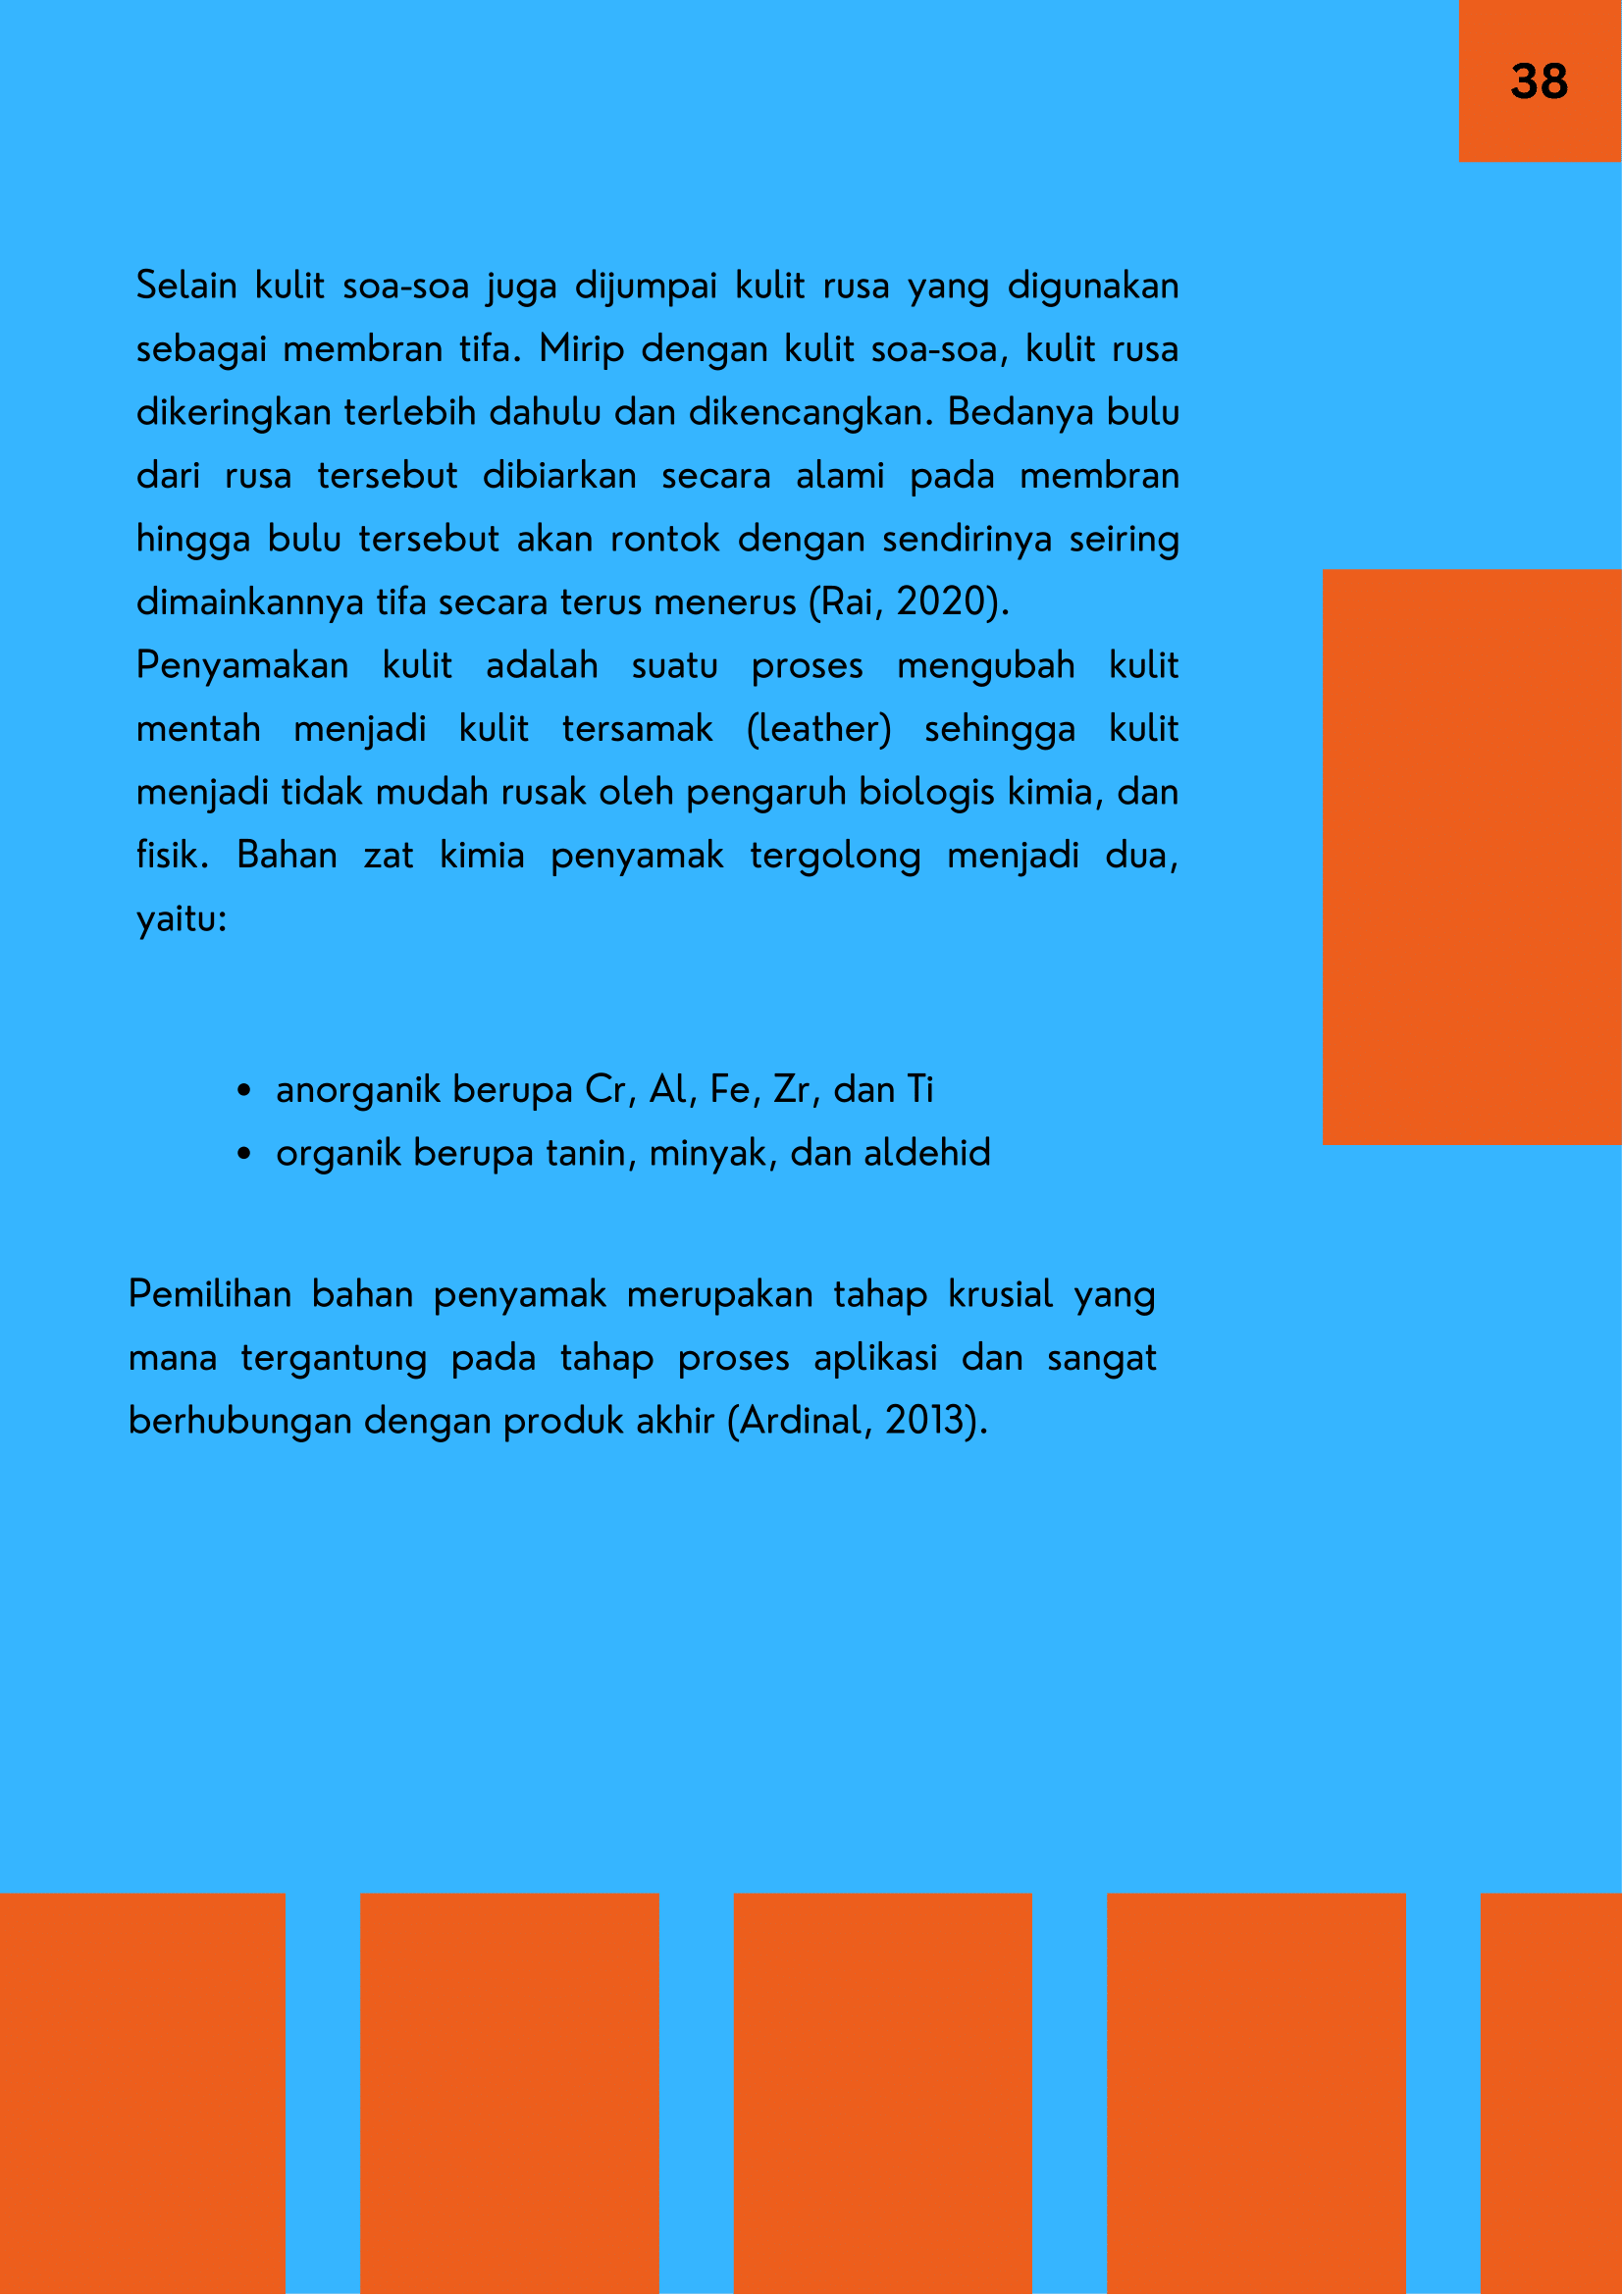 38
Selain kulit soa-soa juga dijumpai kulit rusa yang digunakan
sebagai membran tifa. Mirip dengan kulit soa-soa, kulit rusa
dikeringkan terlebih dahulu dan dikencangkan. Bedanya bulu
dari rusa tersebut dibiarkan secara alami pada membran
hingga bulu tersebut akan rontok dengan sendirinya seiring
dimainkannya tifa secara terus menerus (Rai, 2020).
Penyamakan kulit adalah suatu proses mengubah kulit
mentah menjadi kulit tersamak (leather) sehingga kulit
menjadi tidak mudah rusak oleh pengaruh biologis kimia, dan
fisik. Bahan zat kimia penyamak tergolong menjadi dua,
yaitu:
• anorganik berupa Cr, Al, Fe, Zr, dan Ti
• organik berupa tanin, minyak, dan aldehid
Pemilihan bahan penyamak merupakan tahap krusial yang
mana tergantung pada tahap proses aplikasi dan sangat
berhubungan dengan produk akhir (Ardinal, 2013).